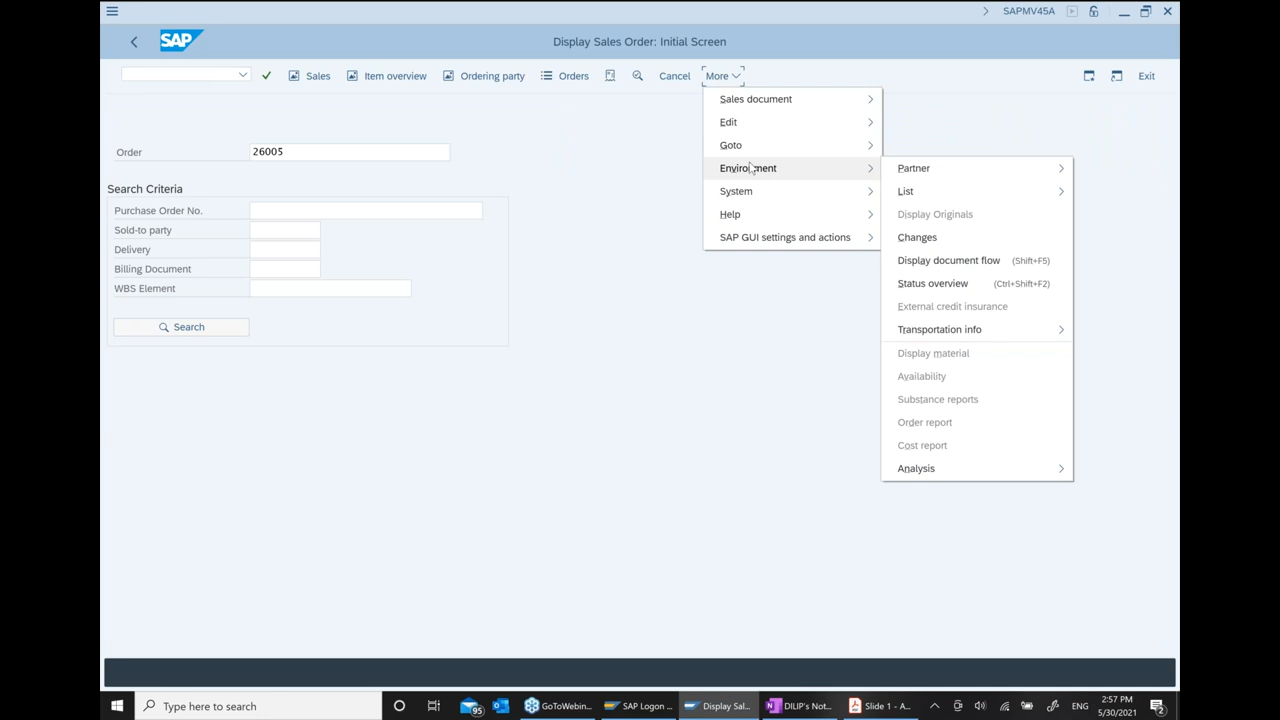 SAPMV45A
SAP Display Sales Order: Initial Screen
Sales Item overview Ordering party Orders Cancel More Exit
Sales document
Edit
Goto
Environment
System
Help
SAP GUI settings and actions
Partner
List
Display Originals
Changes
Display document flow (Shift+F5)
Status overview (Ctrl+Shift+F2)
External credit insurance
Transportation info
Display material
Availability
Substance reports
Order report
Cost report
Analysis
Order 26005
Search Criteria
Purchase Order No.
Sold-to party
Delivery
Billing Document
WBS Element
Search
Type here to search 95 GoToWebin... SAP Logon ... Display Sal... DILIP's Not... Slide 1 - A... ENG 2:57 PM 2
5/30/2021